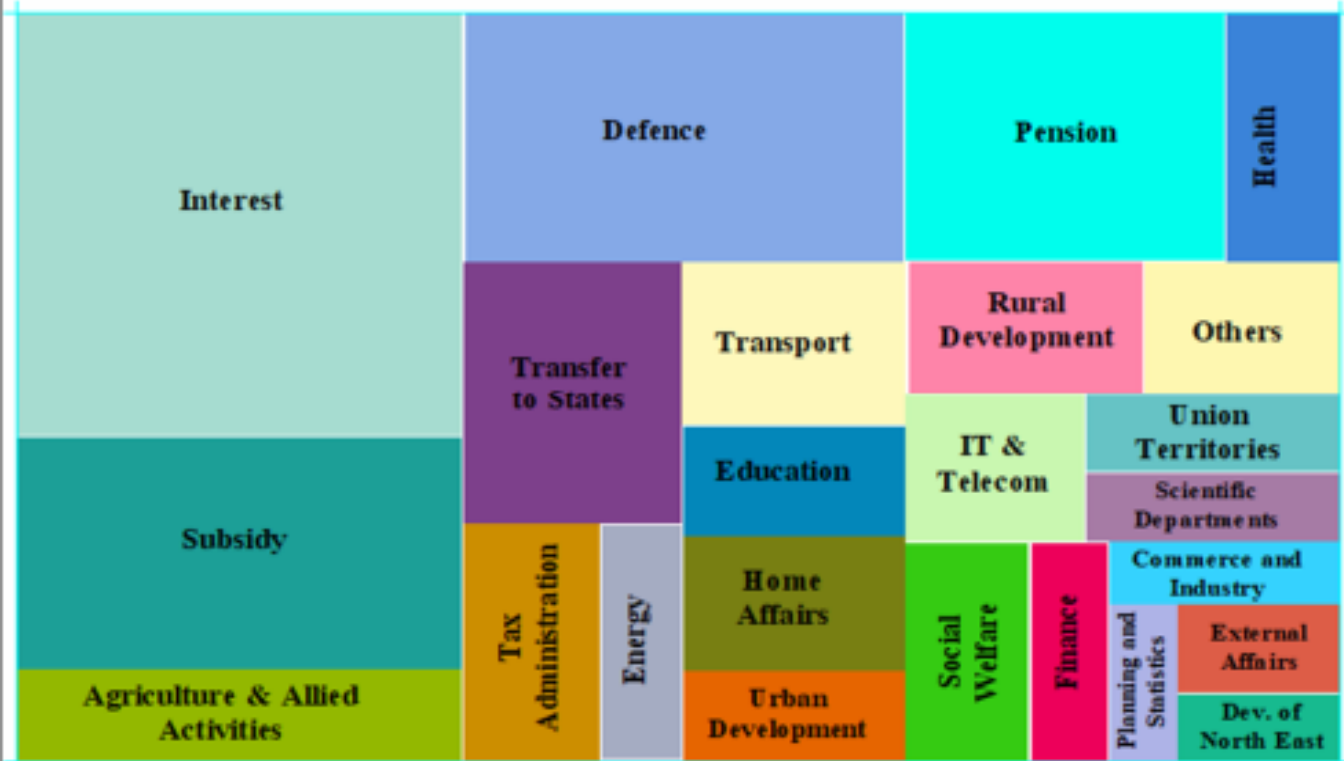 Interest
Defence
Pension
Health
Subsidy
Agriculture & Allied
Activities
Transfer
to States
Transport
Education
Home
Affairs
Urban
Development
Tax
Administration
Energy
Rural
Development
Others
IT &
Telecom
Union
Territories
Scientific
Departments
Social
Welfare
Finance
Commerce and
Industry
Planning and
Statistics
External
Affairs
Dev. of
North East